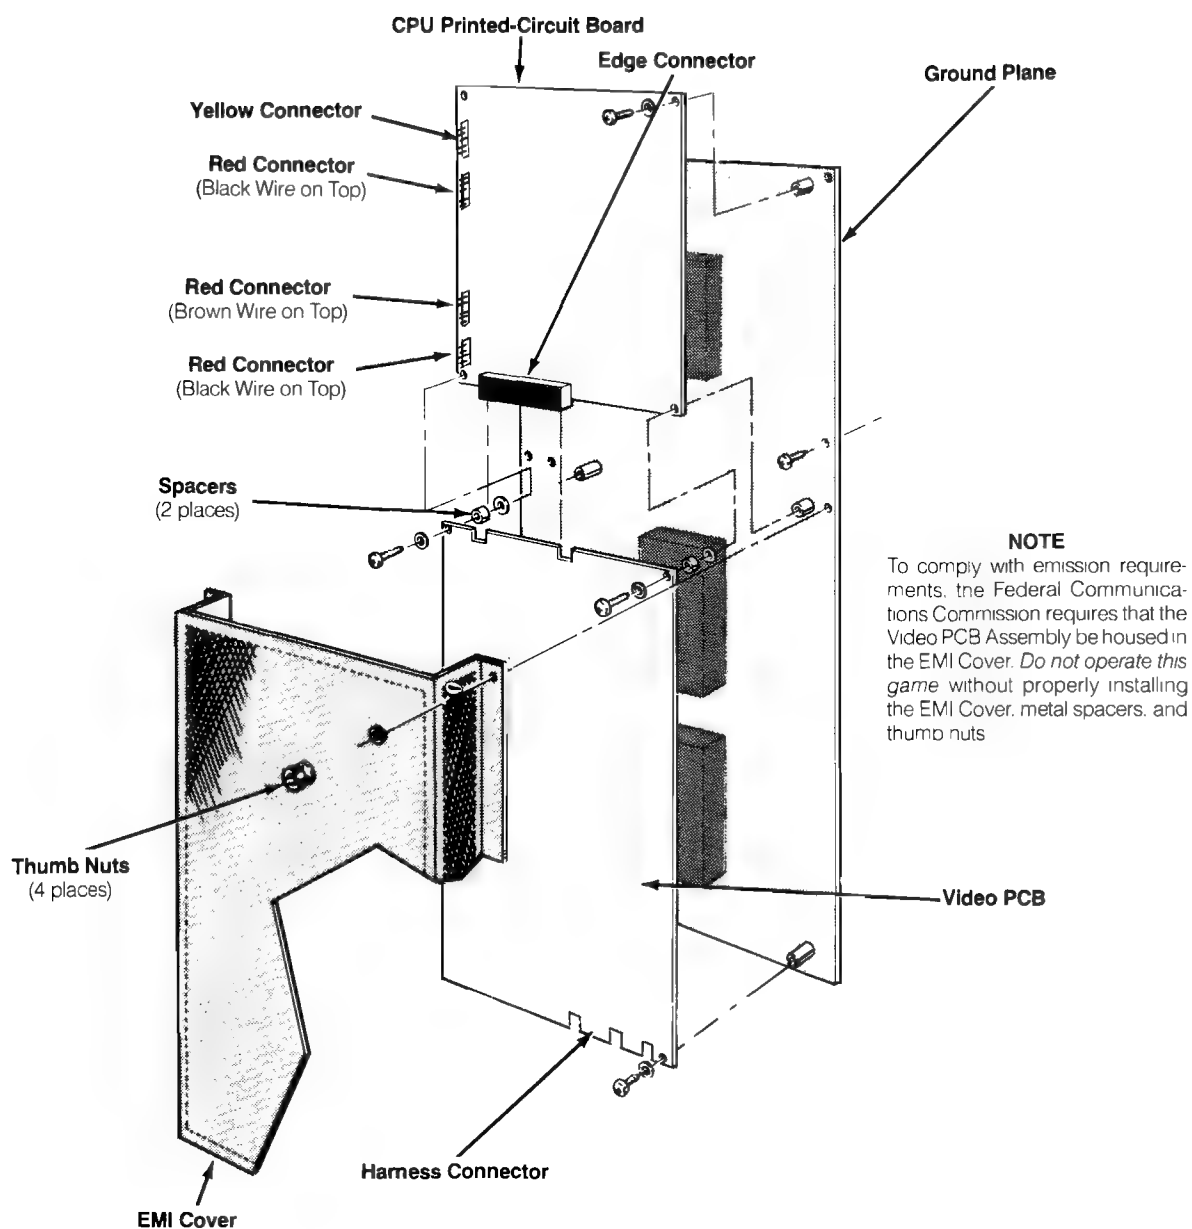 CPU Printed-Circuit Board
Edge Connector
Ground Plane
Yellow Connector
Red Connector
(Black Wire on Top)
Red Connector
(Brown Wire on Top)
Red Connector
(Black Wire on Top)
Spacers
(2 places)
NOTE
To comply with emission require-
ments, the Federal Communica-
tions Commission requires that the
Video PCB Assembly be housed in
the EMI Cover. Do not operate this
game without properly installing
the EMI Cover, metal spacers, and
thumb nuts
Thumb Nuts
(4 places)
Video PCB
Harness Connector
EMI Cover